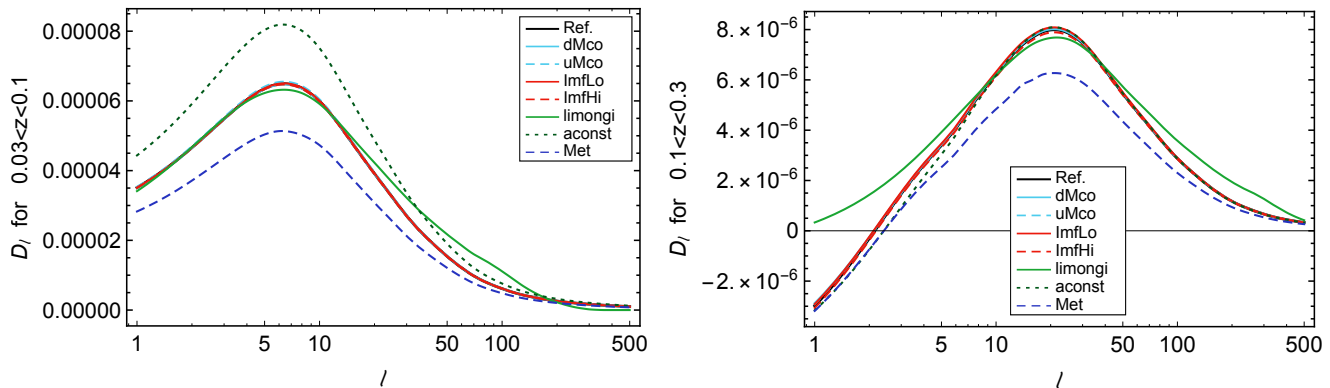 D_l for 0.03<z<0.1
0.00008
0.00006
0.00004
0.00002
0.00000
Ref.
dMco
uMco
ImfLo
ImfHi
limongi
aconst
Met
1 5 10 50 100 500
l
D_l for 0.1<z<0.3
8. × 10^-6
6. × 10^-6
4. × 10^-6
2. × 10^-6
0
−2. × 10^-6
Ref.
dMco
uMco
ImfLo
ImfHi
limongi
aconst
Met
1 5 10 50 100 500
l